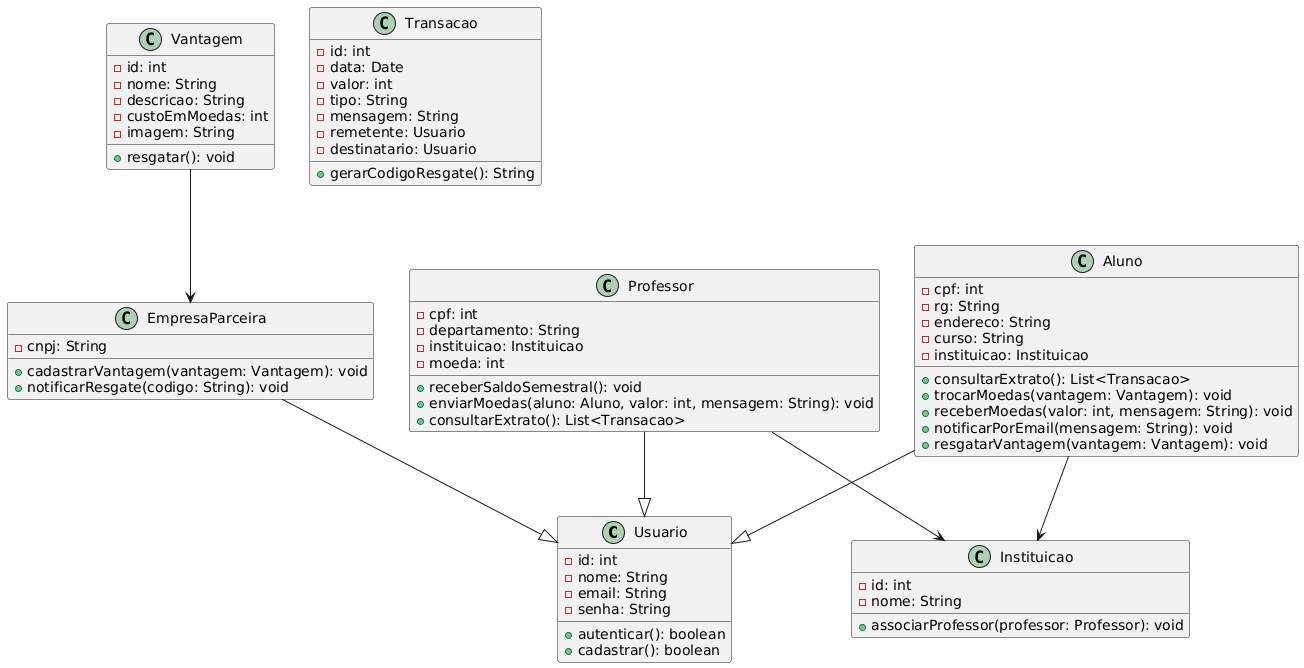 C Vantagem
id: int
nome: String
descricao: String
custoEmMoedas: int
imagem: String
resgatar(): void
C Transacao
id: int
data: Date
valor: int
tipo: String
mensagem: String
remetente: Usuario
destinatario: Usuario
gerarCodigoResgate(): String
C EmpresaParceira
cnpj: String
cadastrarVantagem(vantagem: Vantagem): void
notificarResgate(codigo: String): void
C Professor
cpf: int
departamento: String
instituicao: Instituicao
moeda: int
receberSaldoSemestral(): void
enviarMoedas(aluno: Aluno, valor: int, mensagem: String): void
consultarExtrato(): List<Transacao>
C Aluno
cpf: int
rg: String
endereco: String
curso: String
instituicao: Instituicao
consultarExtrato(): List<Transacao>
trocarMoedas(vantagem: Vantagem): void
receberMoedas(valor: int, mensagem: String): void
notificarPorEmail(mensagem: String): void
resgatarVantagem(vantagem: Vantagem): void
C Usuario
id: int
nome: String
email: String
senha: String
autenticar(): boolean
cadastrar(): boolean
C Instituicao
id: int
nome: String
associarProfessor(professor: Professor): void